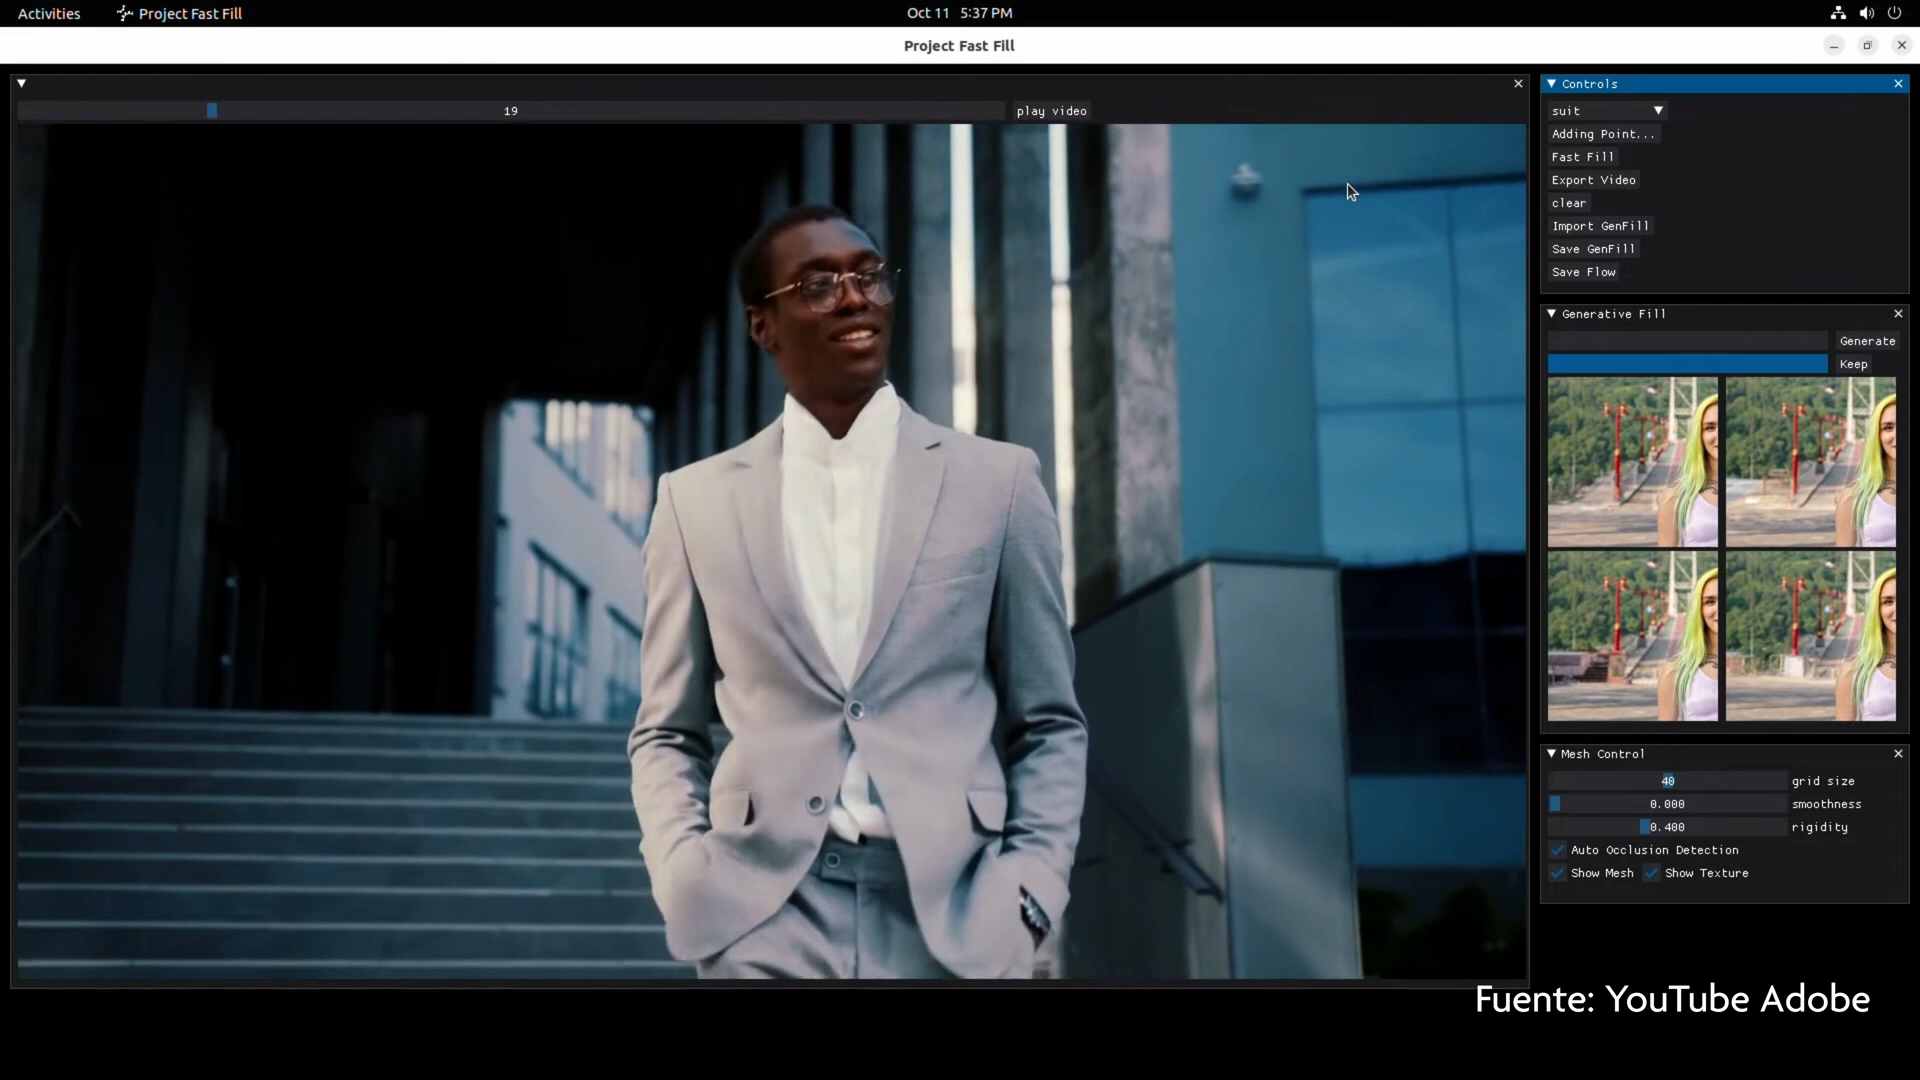 Activities
Project Fast Fill
Oct 11 5:37 PM
Project Fast Fill
19
play video
Controls
suit
Adding Point...
Fast Fill
Export Video
clear
Import GenFill
Save GenFill
Save Flow
Generative Fill
Generate
Keep
Mesh Control
40 grid size
0.000 smoothness
0.400 rigidity
Auto Occlusion Detection
Show Mesh Show Texture
Fuente: YouTube Adobe